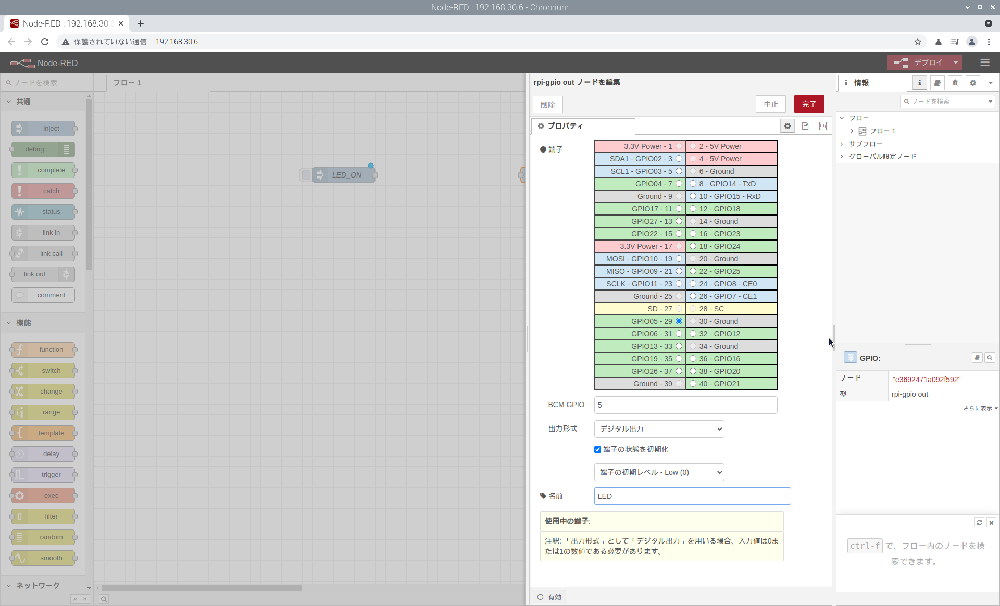 Node-RED : 192.168.30.6 - Chromium
Node-RED : 192.168.30.6
保護されていない通信 192.168.30.6
Node-RED
デプロイ
ノードを検索
共通
inject
debug
complete
catch
status
link in
link call
link out
comment
機能
function
switch
change
range
template
delay
trigger
exec
filter
random
smooth
ネットワーク
フロー 1
LED_ON
rpi-gpio out ノードを編集
削除 中止 完了
プロパティ
端子
3.3V Power - 1 2 - 5V Power
SDA1 - GPIO02 - 3 4 - 5V Power
SCL1 - GPIO03 - 5 6 - Ground
GPIO04 - 7 8 - GPIO14 - TxD
Ground - 9 10 - GPIO15 - RxD
GPIO17 - 11 12 - GPIO18
GPIO27 - 13 14 - Ground
GPIO22 - 15 16 - GPIO23
3.3V Power - 17 18 - GPIO24
MOSI - GPIO10 - 19 20 - Ground
MISO - GPIO09 - 21 22 - GPIO25
SCLK - GPIO11 - 23 24 - GPIO8 - CE0
Ground - 25 26 - GPIO7 - CE1
SD - 27 28 - SC
GPIO05 - 29 30 - Ground
GPIO06 - 31 32 - GPIO12
GPIO13 - 33 34 - Ground
GPIO19 - 35 36 - GPIO16
GPIO26 - 37 38 - GPIO20
Ground - 39 40 - GPIO21
BCM GPIO 5
出力形式 デジタル出力
端子の状態を初期化
端子の初期レベル - Low (0)
名前 LED
使用中の端子:
注釈: 「出力形式」として「デジタル出力」を用いる場合、入力値は0ま
たは1の数値である必要があります。
有効
情報
ノードを検索
フロー
フロー 1
サブフロー
グローバル設定ノード
GPIO:
ノード "e3692471a092f592"
型 rpi-gpio out
さらに表示
ctrl-f で、フロー内のノードを検
索できます。